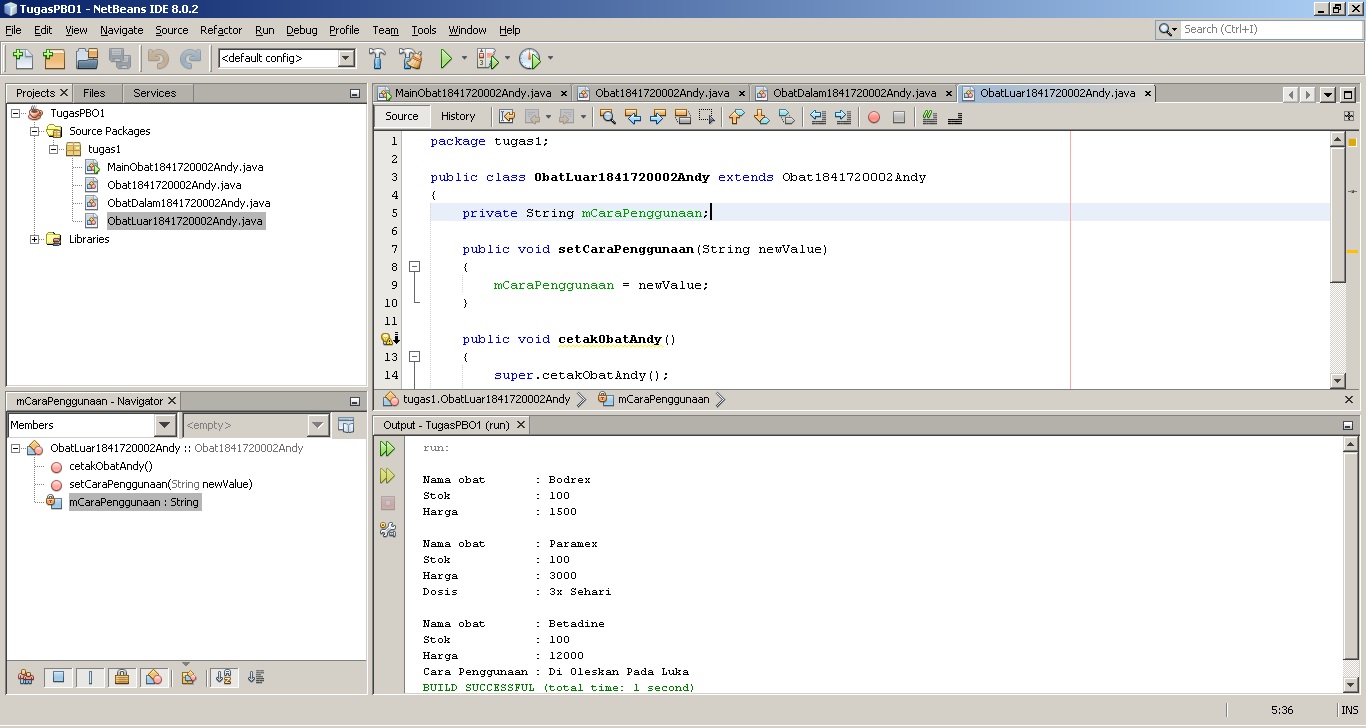 TugasPBO1 - NetBeans IDE 8.0.2
File Edit View Navigate Source Refactor Run Debug Profile Team Tools Window Help
Search (Ctrl+I)
<default config>
Projects Files Services
TugasPBO1
Source Packages
tugas1
MainObat1841720002Andy.java
Obat1841720002Andy.java
ObatDalam1841720002Andy.java
ObatLuar1841720002Andy.java
Libraries
mCaraPenggunaan - Navigator
Members <empty>
ObatLuar1841720002Andy :: Obat1841720002Andy
cetakObatAndy()
setCaraPenggunaan(String newValue)
mCaraPenggunaan : String
MainObat1841720002Andy.java Obat1841720002Andy.java ObatDalam1841720002Andy.java ObatLuar1841720002Andy.java
Source History
1 package tugas1;
2
3 public class ObatLuar1841720002Andy extends Obat1841720002Andy
4 {
5 private String mCaraPenggunaan;
6
7 public void setCaraPenggunaan(String newValue)
8 {
9 mCaraPenggunaan = newValue;
10 }
11
public void cetakObatAndy()
13 {
14 super.cetakObatAndy();
tugas1.ObatLuar1841720002Andy mCaraPenggunaan
Output - TugasPBO1 (run)
run:
Nama obat : Bodrex
Stok : 100
Harga : 1500
Nama obat : Paramex
Stok : 100
Harga : 3000
Dosis : 3x Sehari
Nama obat : Betadine
Stok : 100
Harga : 12000
Cara Penggunaan : Di Oleskan Pada Luka
BUILD SUCCESSFUL (total time: 1 second)
5:36 INS